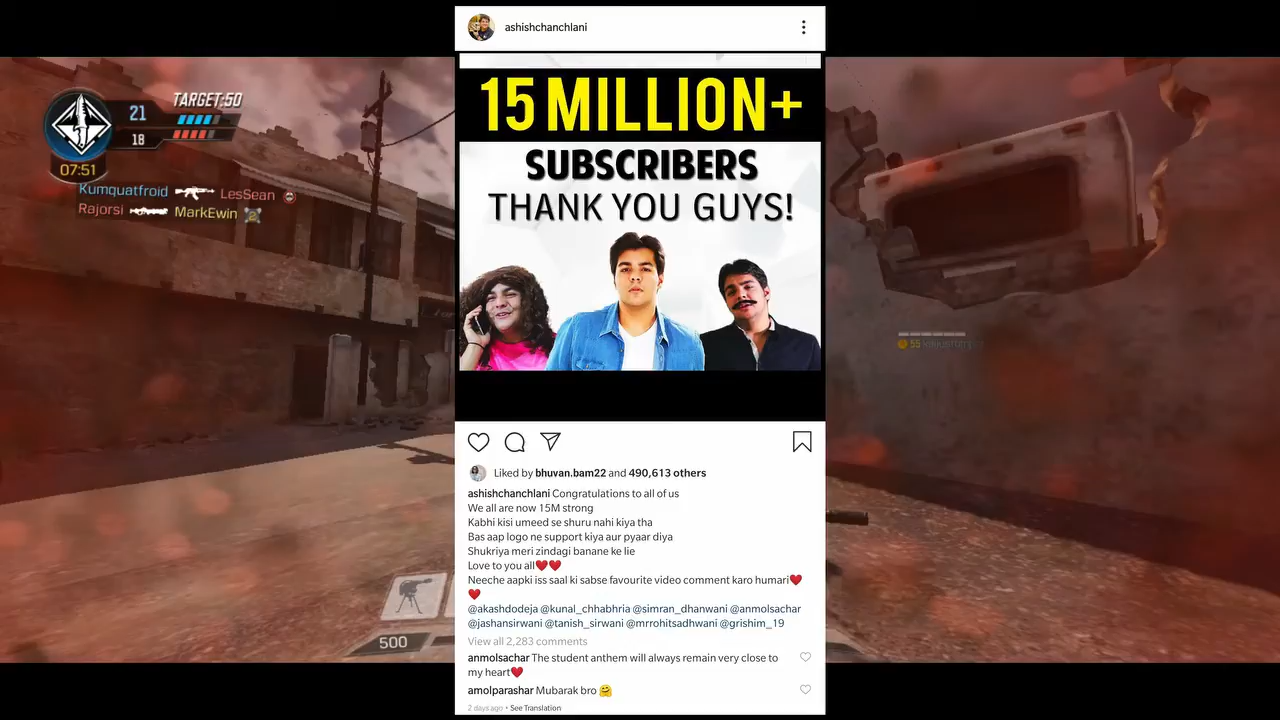 ashishchanchlani
15 MILLION+
SUBSCRIBERS
THANK YOU GUYS!
Liked by bhuvan.bam22 and 490,613 others
ashishchanchlani Congratulations to all of us
We all are now 15M strong
Kabhi kisi umeed se shuru nahi kiya tha
Bas aap logo ne support kiya aur pyaar diya
Shukriya meri zindagi banane ke lie
Love to you all❤️❤️
Neeche aapki iss saal ki sabse favourite video comment karo humari❤️
❤️
@akashdodeja @kunal_chhabhria @simran_dhanwani @anmolsachar
@jashansirwani @tanish_sirwani @mrrohitsadhwani @grishim_19
View all 2,283 comments
anmolsachar The student anthem will always remain very close to
my heart❤️
amolparashar Mubarak bro 🤗
2 days ago • See Translation
TARGET:50
21
18
07:51
Kumquatfroid LesSean
Rajorsi MarkEwin
55
500